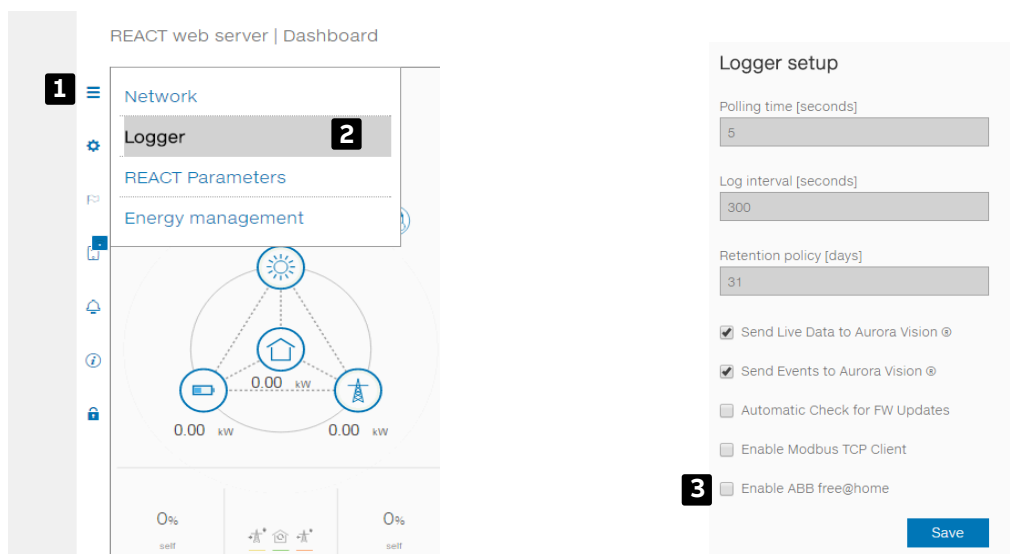 REACT web server | Dashboard
1
Network
Logger
2
REACT Parameters
Energy management
0.00 kW
0.00 kW
0.00 kW
0%
self
0%
self
Logger setup
Polling time [seconds]
5
Log interval [seconds]
300
Retention policy [days]
31
Send Live Data to Aurora Vision ®
Send Events to Aurora Vision ®
Automatic Check for FW Updates
Enable Modbus TCP Client
3
Enable ABB free@home
Save